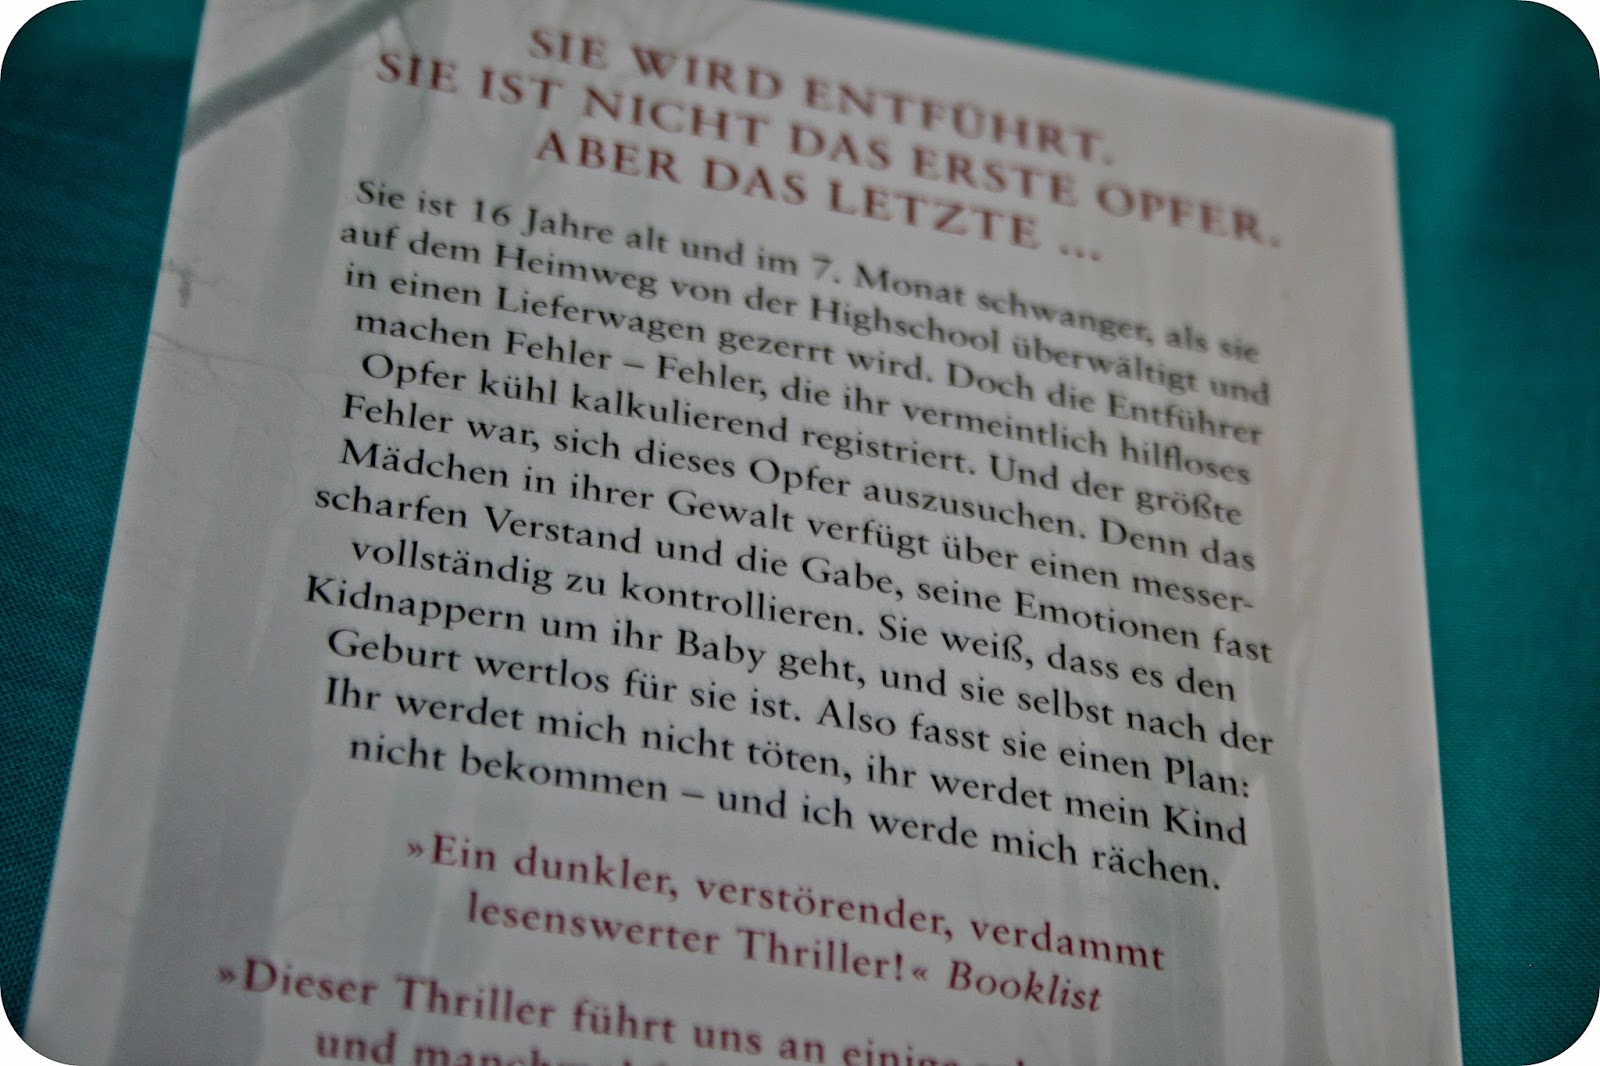 SIE WIRD ENTFÜHRT.
SIE IST NICHT DAS ERSTE OPFER.
ABER DAS LETZTE ...
Sie ist 16 Jahre alt und im 7. Monat schwanger, als sie
auf dem Heimweg von der Highschool überwältigt und
in einen Lieferwagen gezerrt wird. Doch die Entführer
machen Fehler – Fehler, die ihr vermeintlich hilfloses
Opfer kühl kalkulierend registriert. Und der größte
Fehler war, sich dieses Opfer auszusuchen. Denn das
Mädchen in ihrer Gewalt verfügt über einen messer-
scharfen Verstand und die Gabe, seine Emotionen fast
vollständig zu kontrollieren. Sie weiß, dass es den
Kidnappern um ihr Baby geht, und sie selbst nach der
Geburt wertlos für sie ist. Also fasst sie einen Plan:
Ihr werdet mich nicht töten, ihr werdet mein Kind
nicht bekommen – und ich werde mich rächen.
»Ein dunkler, verstörender, verdammt
lesenswerter Thriller!« Booklist
»Dieser Thriller führt uns an einige
und